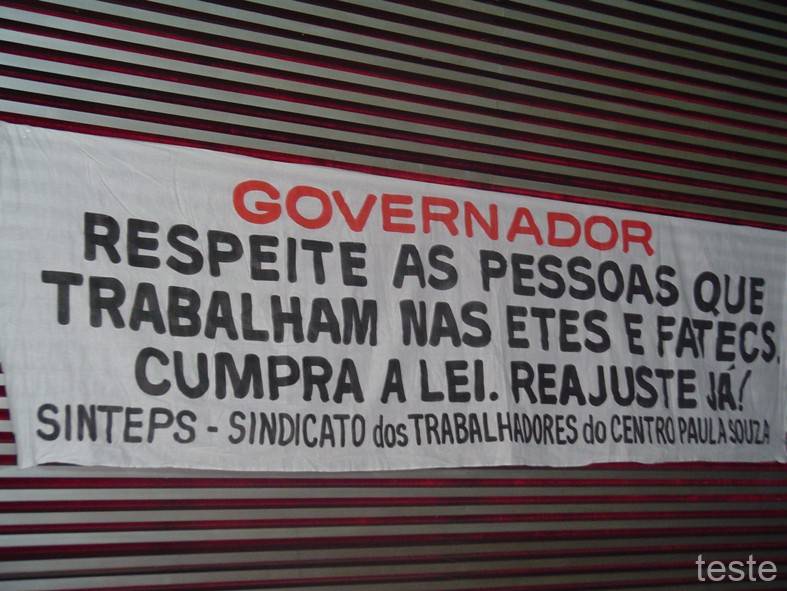 GOVERNADOR
RESPEITE AS PESSOAS QUE
TRABALHAM NAS ETES E FATECS.
CUMPRA A LEI. REAJUSTE JÁ!
SINTEPS - SINDICATO dos TRABALHADORES do CENTRO PAULA SOUZA
teste